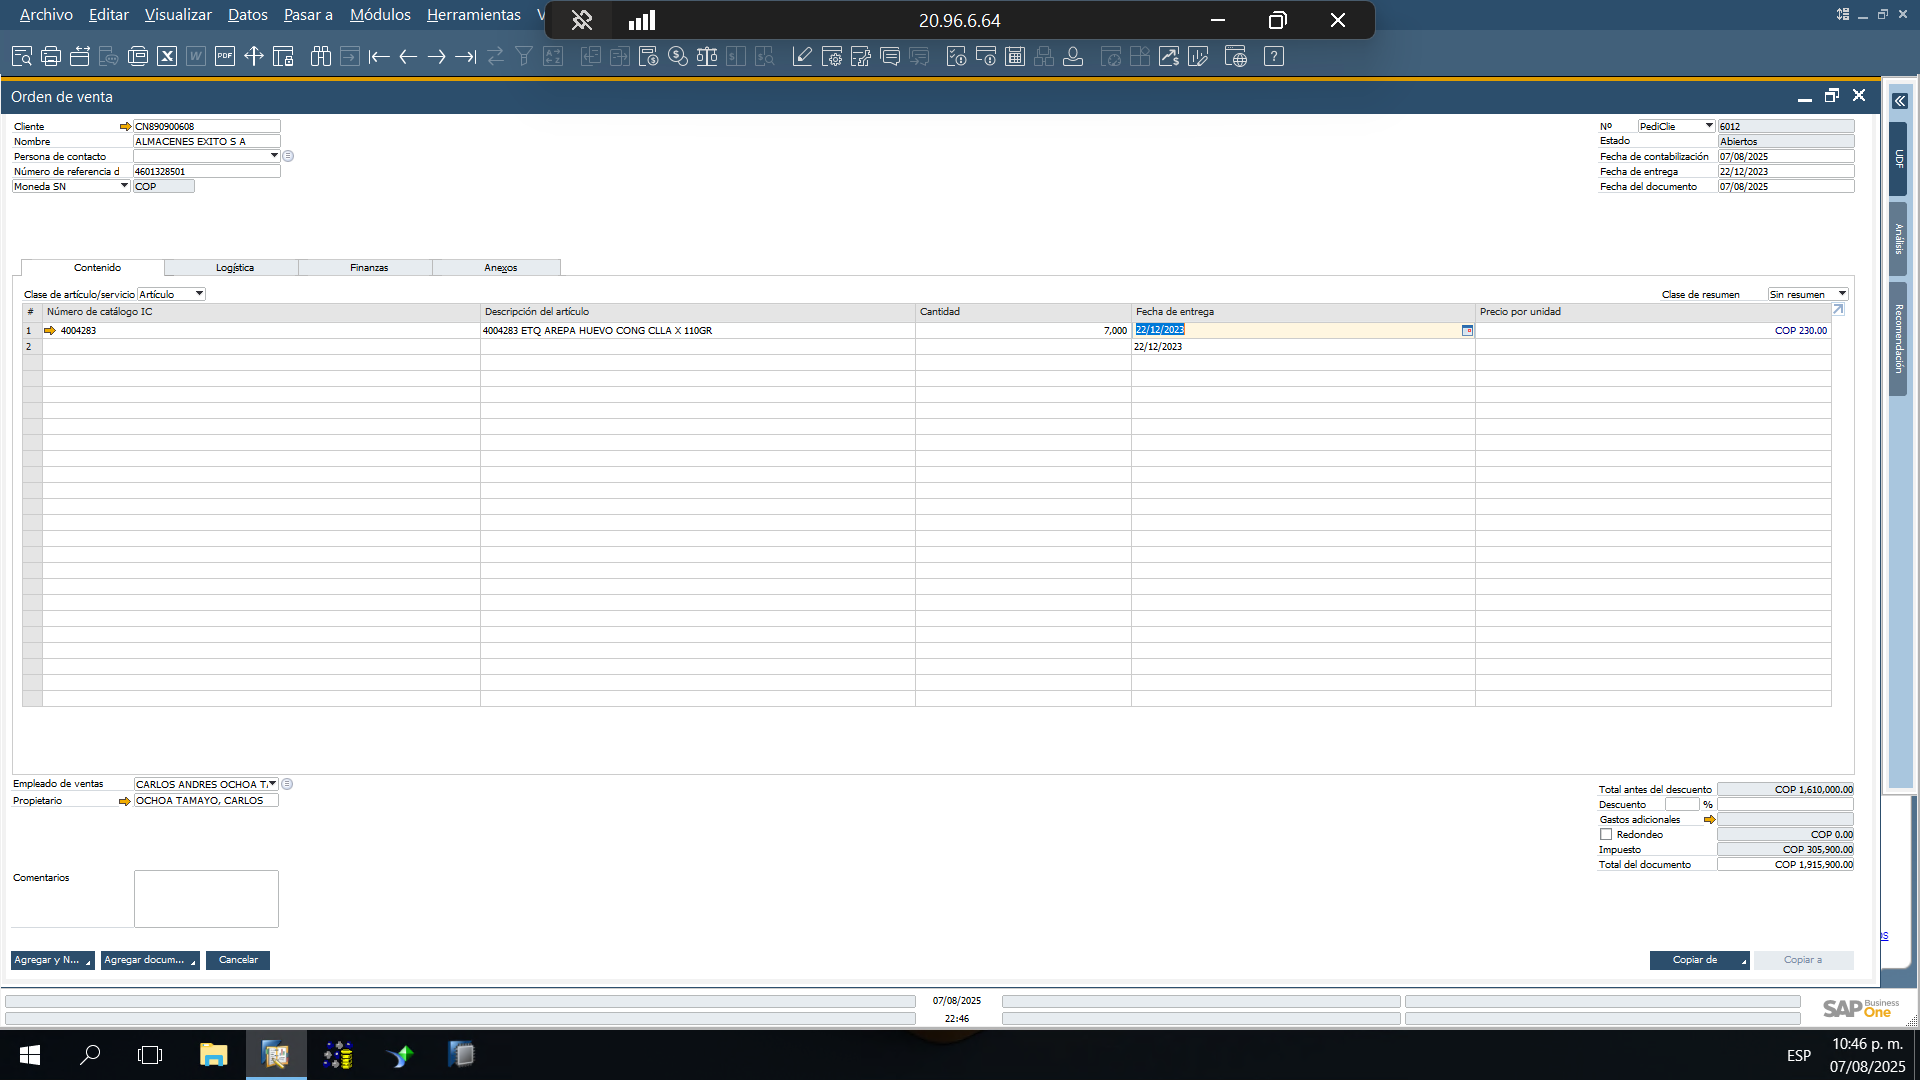 Archivo Editar Visualizar Datos Pasar a Módulos Herramientas V
20.96.6.64
Orden de venta
Cliente CN890900608
Nombre ALMACENES EXITO S A
Persona de contacto
Número de referencia d 4601328501
Moneda SN COP
Nº PediClie 6012
Estado Abiertos
Fecha de contabilización 07/08/2025
Fecha de entrega 22/12/2023
Fecha del documento 07/08/2025
UDF
Análisis
Recomendación
Contenido Logística Finanzas Anexos
Clase de artículo/servicio Artículo
Clase de resumen Sin resumen
# Número de catálogo IC Descripción del artículo Cantidad Fecha de entrega Precio por unidad
1 4004283 4004283 ETQ AREPA HUEVO CONG CLLA X 110GR 7,000 22/12/2023 COP 230.00
2 22/12/2023
Empleado de ventas CARLOS ANDRES OCHOA T
Propietario OCHOA TAMAYO, CARLOS
Comentarios
Total antes del descuento COP 1,610,000.00
Descuento %
Gastos adicionales
Redondeo COP 0.00
Impuesto COP 305,900.00
Total del documento COP 1,915,900.00
Agregar y N... Agregar docum... Cancelar
Copiar de Copiar a
07/08/2025
22:46
SAP Business One
ESP
10:46 p. m.
07/08/2025